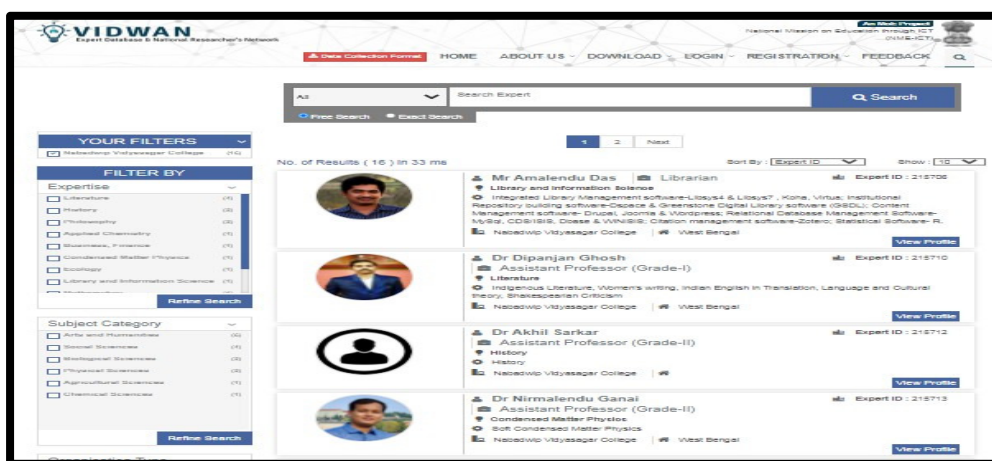 VIDWAN
Expert Database & National Researcher's Network
An MoE Project
National Mission on Education through ICT
(NME-ICT)
Data Collection Format HOME ABOUT US DOWNLOAD LOGIN REGISTRATION FEEDBACK
All Search Expert Search
Free Search Exact Search
YOUR FILTERS
Nabadwip Vidyasagar College (16)
FILTER BY
Expertise
Literature
History
Philosophy
Applied Chemistry
Business, Finance
Condensed Matter Physics
Ecology
Library and Information Science
Refine Search
Subject Category
Arts and Humanities
Social Sciences
Biological Sciences
Physical Sciences
Agricultural Sciences
Chemical Sciences
Refine Search
Organisation Type
1 2 Next
No. of Results ( 16 ) in 33 ms
Sort By : Expert ID Show : 10
Mr Amalendu Das Librarian Expert ID : 215708
Library and Information Science
Integrated Library Management software-Libsys4 & Libsys7 , Koha, Virtua; Institutional
Repository building software-Dspace & Greenstone Digital Library software (GSDL); Content
Management software- Drupal, Joomla & Wordpress; Relational Database Management Software-
MySql, CDS/ISIS, Dbase & WINISIS; Citation management software-Zotero; Statistical Software- R.
Nabadwip Vidyasagar College West Bengal
View Profile
Dr Dipanjan Ghosh Expert ID : 215710
Assistant Professor (Grade-I)
Literature
Indigenous Literature, Women's writing, Indian English in Translation, Language and Cultural
theory, Shakespearian Criticism
Nabadwip Vidyasagar College West Bengal
View Profile
Dr Akhil Sarkar Expert ID : 215712
Assistant Professor (Grade-II)
History
History
Nabadwip Vidyasagar College
View Profile
Dr Nirmalendu Ganai Expert ID : 215713
Assistant Professor (Grade-II)
Condensed Matter Physics
Soft Condensed Matter Physics
Nabadwip Vidyasagar College West Bengal
View Profile